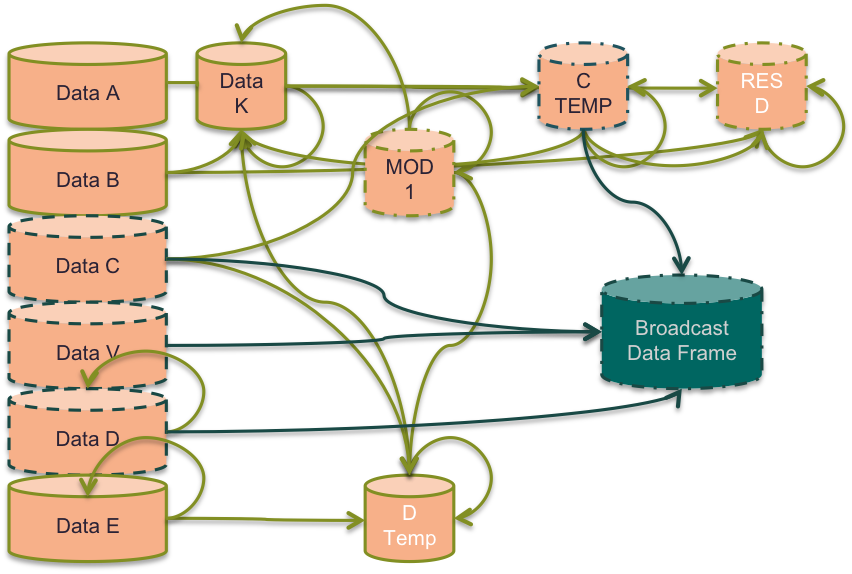 Data A
Data
K
C
TEMP
RES
D
Data B
MOD
1
Data C
Data V
Broadcast
Data Frame
Data D
Data E
D
Temp